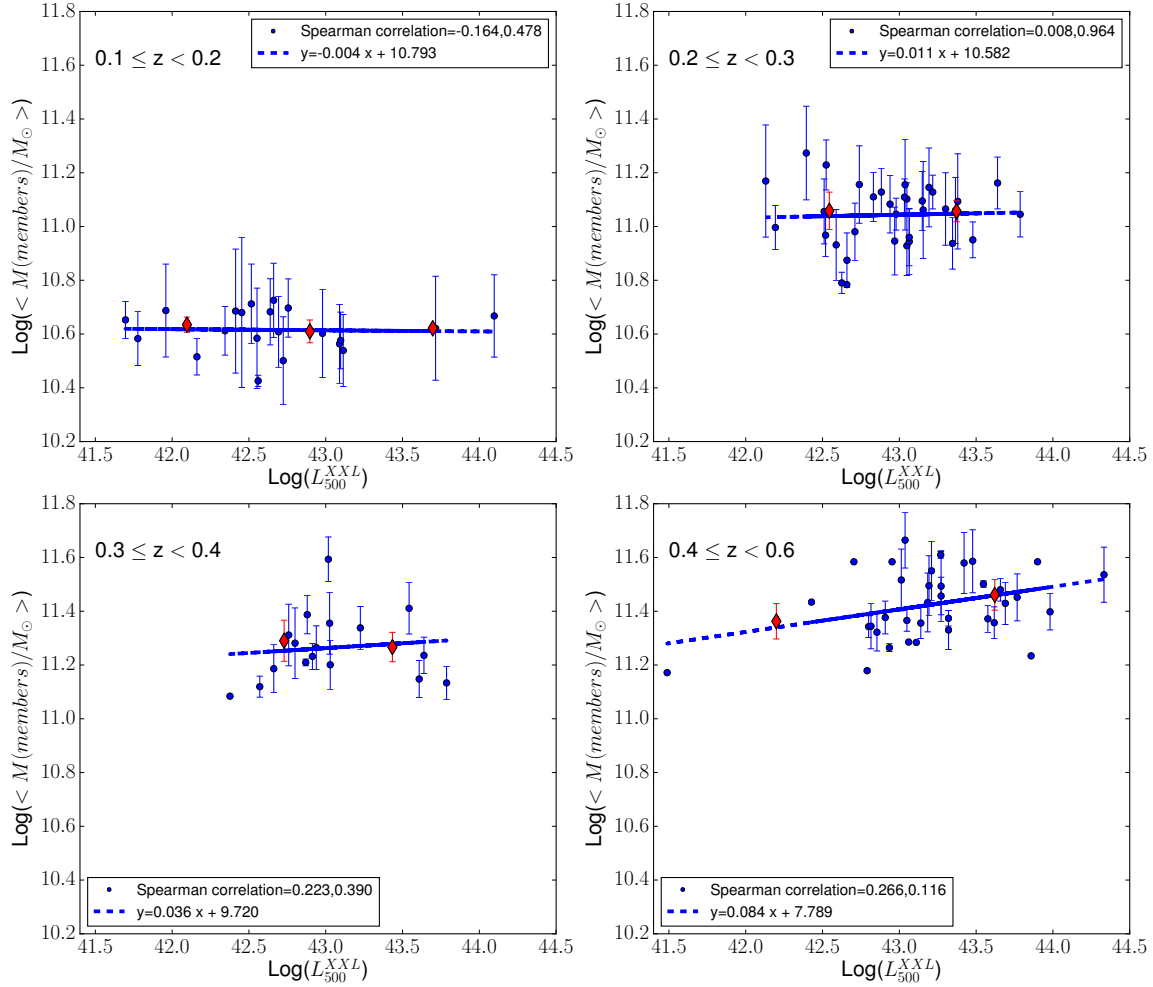 Spearman correlation=-0.164,0.478
y=-0.004 x + 10.793
0.1 ≤ z < 0.2
11.8
11.6
11.4
11.2
11.0
10.8
10.6
10.4
10.2
Log(< M(members)/M⊙ >)
41.5 42.0 42.5 43.0 43.5 44.0 44.5
Log(L_500^XXL)
Spearman correlation=0.008,0.964
y=0.011 x + 10.582
0.2 ≤ z < 0.3
11.8
11.6
11.4
11.2
11.0
10.8
10.6
10.4
10.2
Log(< M(members)/M⊙ >)
41.5 42.0 42.5 43.0 43.5 44.0 44.5
Log(L_500^XXL)
0.3 ≤ z < 0.4
11.8
11.6
11.4
11.2
11.0
10.8
10.6
10.4
10.2
Log(< M(members)/M⊙ >)
Spearman correlation=0.223,0.390
y=0.036 x + 9.720
41.5 42.0 42.5 43.0 43.5 44.0 44.5
Log(L_500^XXL)
0.4 ≤ z < 0.6
11.8
11.6
11.4
11.2
11.0
10.8
10.6
10.4
10.2
Log(< M(members)/M⊙ >)
Spearman correlation=0.266,0.116
y=0.084 x + 7.789
41.5 42.0 42.5 43.0 43.5 44.0 44.5
Log(L_500^XXL)